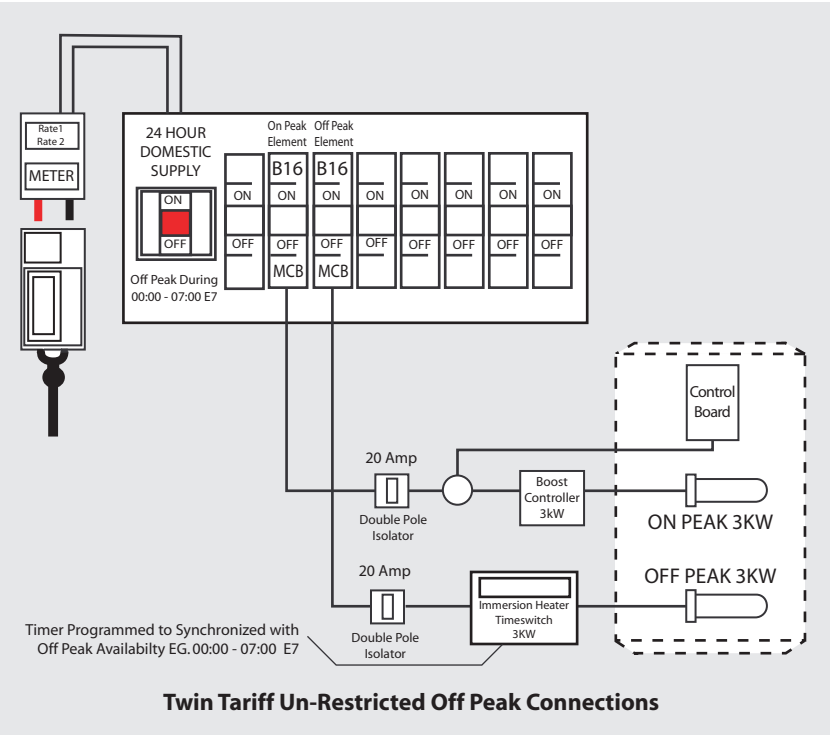 Rate1
Rate 2
METER
24 HOUR
DOMESTIC
SUPPLY
ON
OFF
Off Peak During
00:00 - 07:00 E7
On Peak
Element
Off Peak
Element
B16
B16
ON
ON
ON
ON
ON
ON
ON
ON
OFF
OFF
OFF
OFF
OFF
OFF
OFF
OFF
MCB
MCB
Control
Board
20 Amp
Double Pole
Isolator
Boost
Controller
3kW
ON PEAK 3KW
20 Amp
Double Pole
Isolator
Immersion Heater
Timeswitch
3KW
OFF PEAK 3KW
Timer Programmed to Synchronized with
Off Peak Availabilty EG. 00:00 - 07:00 E7
Twin Tariff Un-Restricted Off Peak Connections